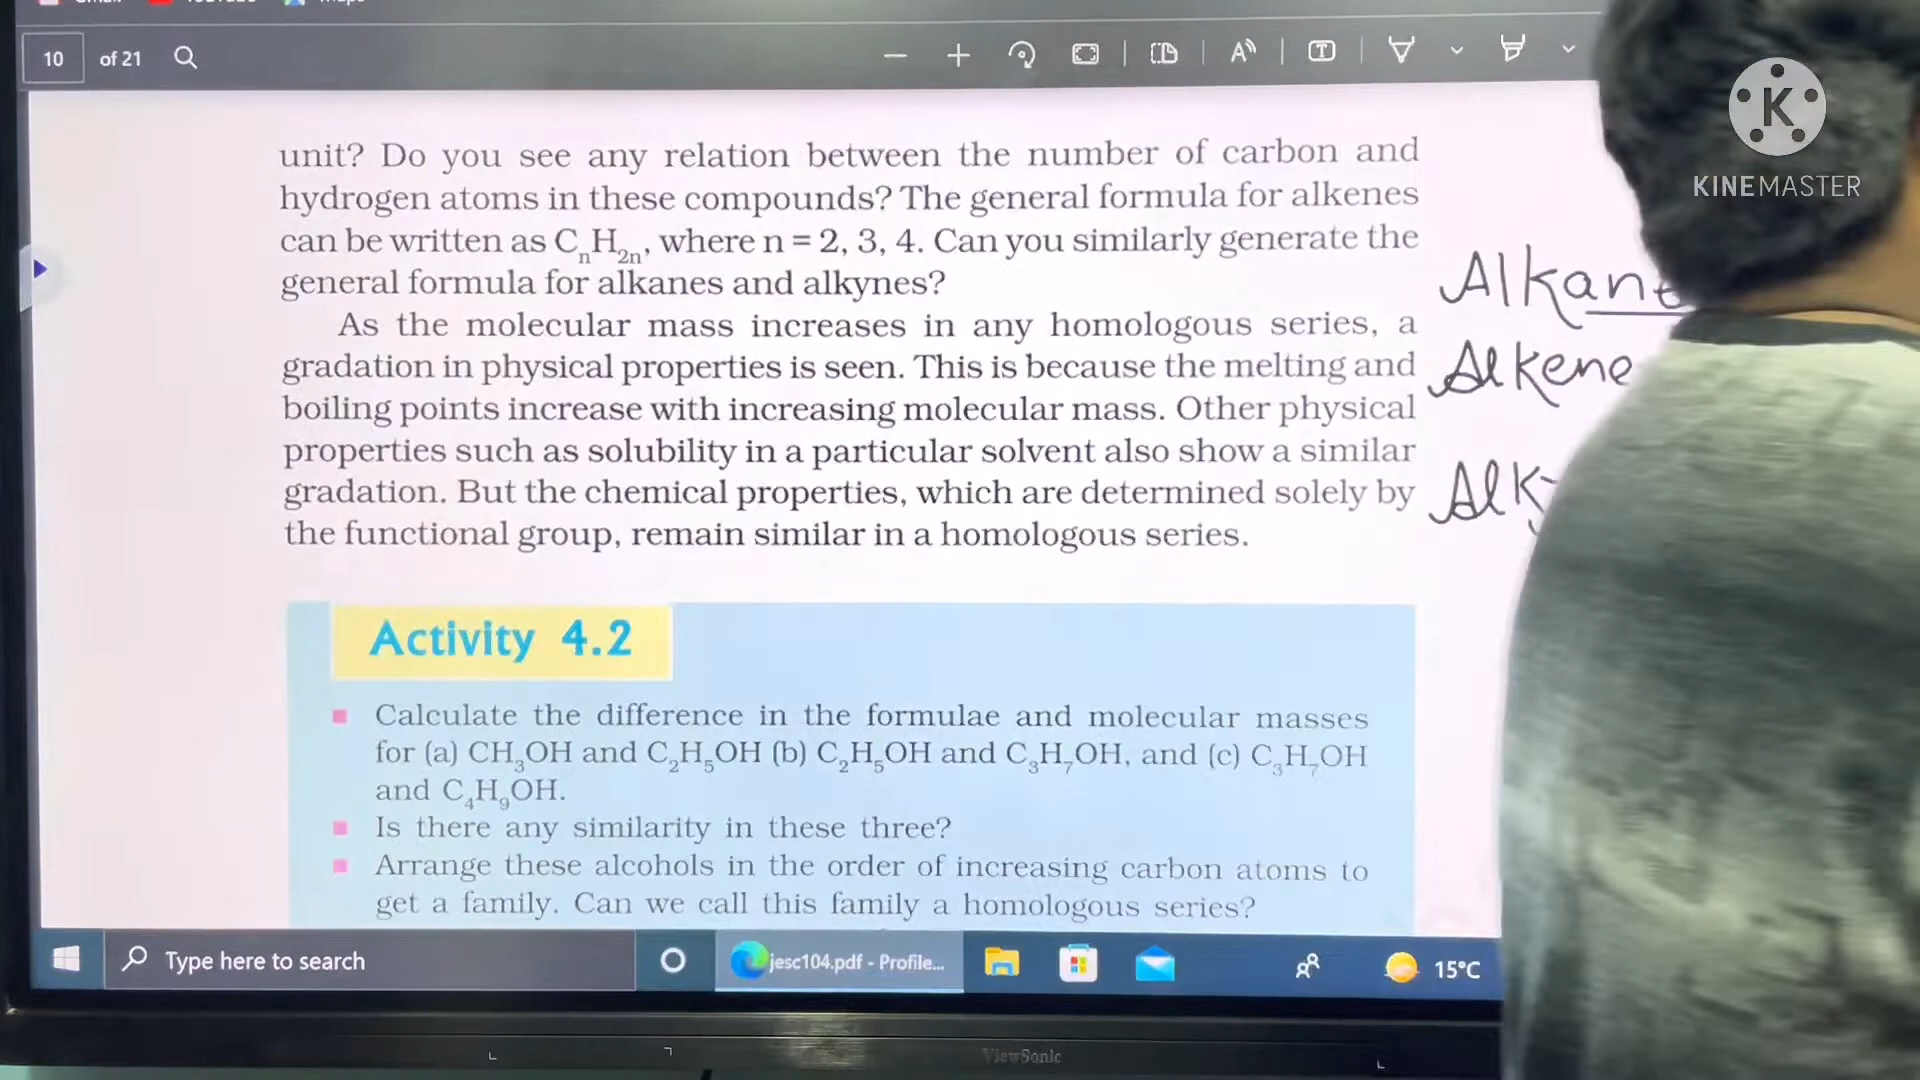 10 of 21
unit? Do you see any relation between the number of carbon and
hydrogen atoms in these compounds? The general formula for alkenes
can be written as CₙH₂ₙ, where n = 2, 3, 4. Can you similarly generate the
general formula for alkanes and alkynes?
As the molecular mass increases in any homologous series, a
gradation in physical properties is seen. This is because the melting and
boiling points increase with increasing molecular mass. Other physical
properties such as solubility in a particular solvent also show a similar
gradation. But the chemical properties, which are determined solely by
the functional group, remain similar in a homologous series.
KINEMASTER
Alkane
Alkene
Activity 4.2
Calculate the difference in the formulae and molecular masses
for (a) CH₃OH and C₂H₅OH (b) C₂H₅OH and C₃H₇OH, and (c) C₃H₇OH
and C₄H₉OH.
Is there any similarity in these three?
Arrange these alcohols in the order of increasing carbon atoms to
get a family. Can we call this family a homologous series?
Type here to search
jesc104.pdf - Profile...
15°C
ViewSonic